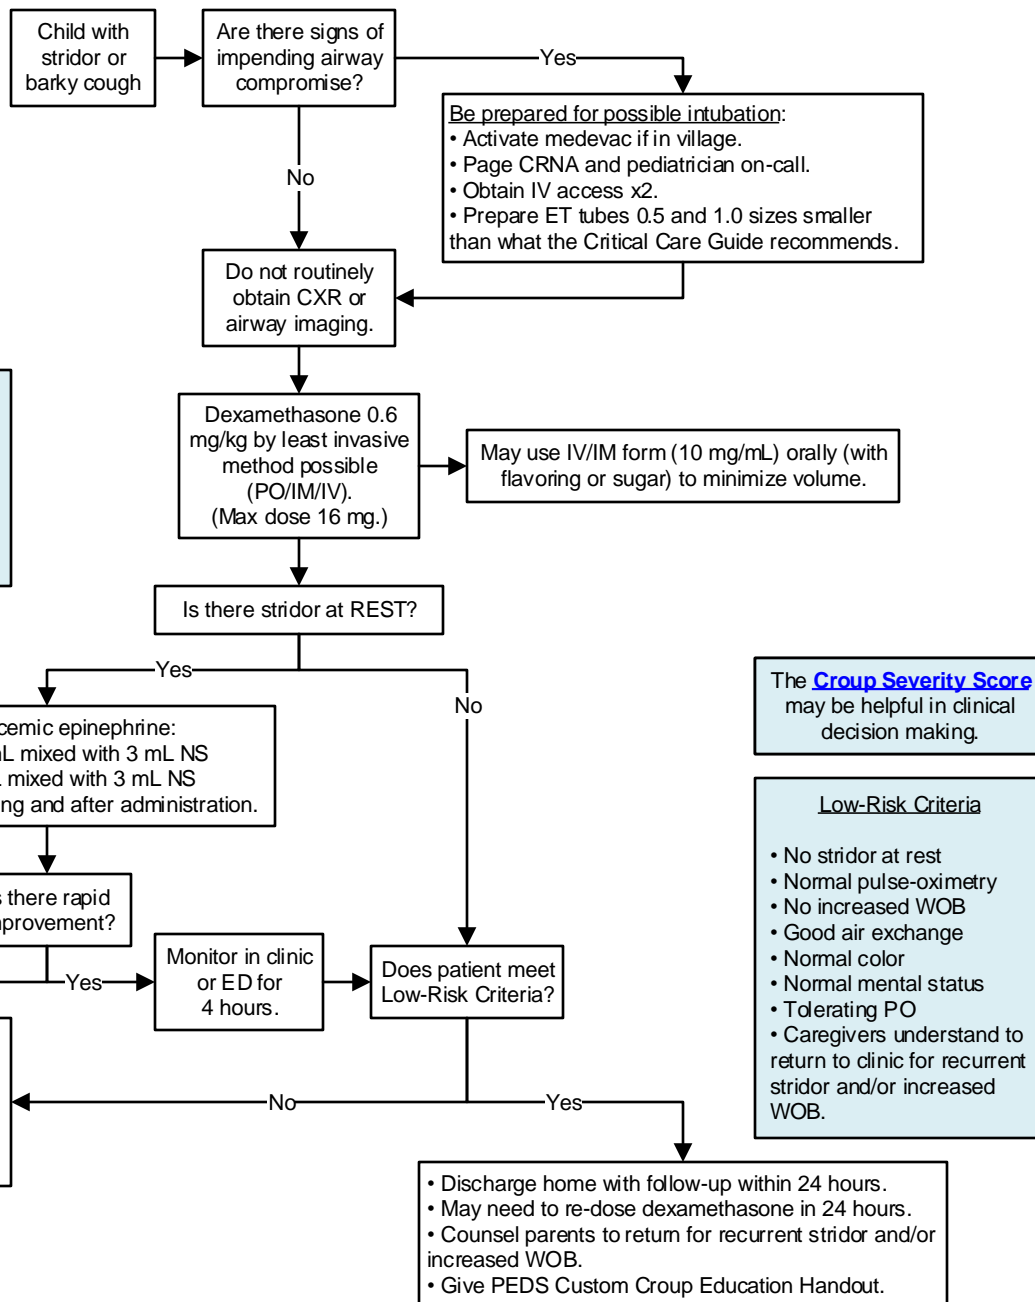 Child with
stridor or
barky cough
Are there signs of
impending airway
compromise?
Yes
No
Be prepared for possible intubation:
• Activate medevac if in village.
• Page CRNA and pediatrician on-call.
• Obtain IV access x2.
• Prepare ET tubes 0.5 and 1.0 sizes smaller
than what the Critical Care Guide recommends.
Do not routinely
obtain CXR or
airway imaging.
Dexamethasone 0.6
mg/kg by least invasive
method possible
(PO/IM/IV).
(Max dose 16 mg.)
May use IV/IM form (10 mg/mL) orally (with
flavoring or sugar) to minimize volume.
Is there stridor at REST?
Yes
No
epinephrine:
mixed with 3 mL NS
mixed with 3 mL NS
and after administration.
there rapid
Yes
Monitor in clinic
or ED for
4 hours.
Does patient meet
Low-Risk Criteria?
No
Yes
• Discharge home with follow-up within 24 hours.
• May need to re-dose dexamethasone in 24 hours.
• Counsel parents to return for recurrent stridor and/or
increased WOB.
• Give PEDS Custom Croup Education Handout.
The Croup Severity Score
may be helpful in clinical
decision making.
Low-Risk Criteria
• No stridor at rest
• Normal pulse-oximetry
• No increased WOB
• Good air exchange
• Normal color
• Normal mental status
• Tolerating PO
• Caregivers understand to
return to clinic for recurrent
stridor and/or increased
WOB.